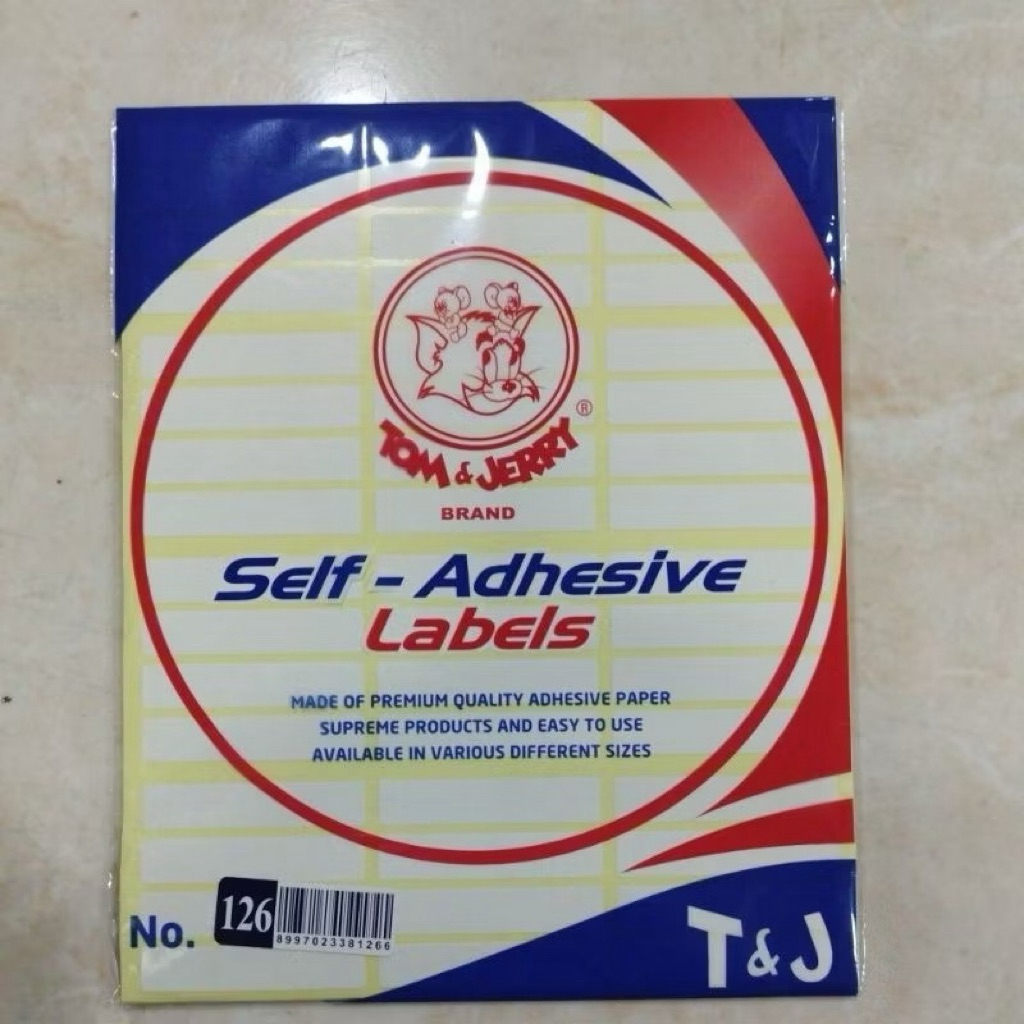 TOM & JERRY ®
BRAND
Self - Adhesive
Labels
MADE OF PREMIUM QUALITY ADHESIVE PAPER
SUPREME PRODUCTS AND EASY TO USE
AVAILABLE IN VARIOUS DIFFERENT SIZES
No. 126
8997023381266
T & J